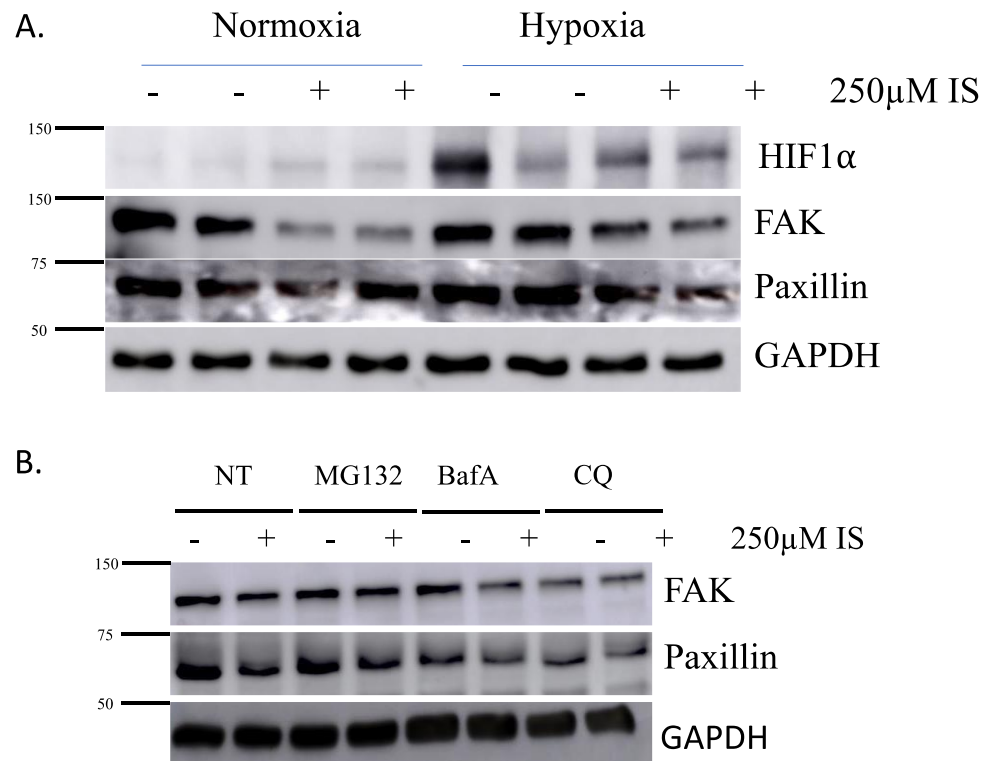 A.
Normoxia Hypoxia
- - + + - - + + 250µM IS
150 HIF1α
150 FAK
75 Paxillin
50 GAPDH
B.
NT MG132 BafA CQ
- + - + - + - + 250µM IS
150 FAK
75 Paxillin
50 GAPDH